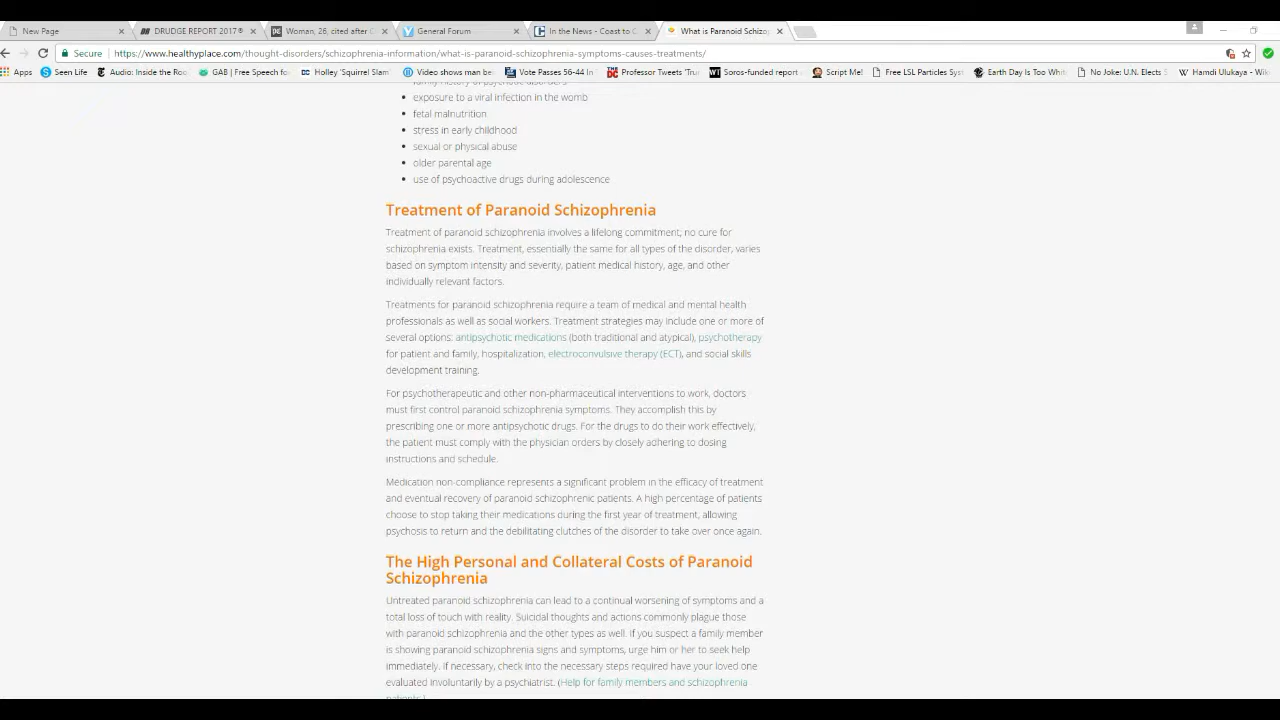 New Page
DRUDGE REPORT 2017®
Woman, 26, cited after
General Forum
In the News - Coast to C
What is Paranoid Schizo
Secure
https://www.healthyplace.com/thought-disorders/schizophrenia-information/what-is-paranoid-schizophrenia-symptoms-causes-treatments/
Apps
Seen Life
Audio: Inside the Roo
GAB | Free Speech fo
Holley 'Squirrel' Slam
Video shows man be
Vote Passes 56-44 In
Professor Tweets 'Tru
Soros-funded report
Script Me!
Free LSL Particles Sys
Earth Day Is Too Whit
No Joke: U.N. Elects S
Hamdi Ulukaya - Wik
exposure to a viral infection in the womb
fetal malnutrition
stress in early childhood
sexual or physical abuse
older parental age
use of psychoactive drugs during adolescence
Treatment of Paranoid Schizophrenia
Treatment of paranoid schizophrenia involves a lifelong commitment; no cure for
schizophrenia exists. Treatment, essentially the same for all types of the disorder, varies
based on symptom intensity and severity, patient medical history, age, and other
individually relevant factors.
Treatments for paranoid schizophrenia require a team of medical and mental health
professionals as well as social workers. Treatment strategies may include one or more of
several options: antipsychotic medications (both traditional and atypical), psychotherapy
for patient and family, hospitalization, electroconvulsive therapy (ECT), and social skills
development training.
For psychotherapeutic and other non-pharmaceutical interventions to work, doctors
must first control paranoid schizophrenia symptoms. They accomplish this by
prescribing one or more antipsychotic drugs. For the drugs to do their work effectively,
the patient must comply with the physician orders by closely adhering to dosing
instructions and schedule.
Medication non-compliance represents a significant problem in the efficacy of treatment
and eventual recovery of paranoid schizophrenic patients. A high percentage of patients
choose to stop taking their medications during the first year of treatment, allowing
psychosis to return and the debilitating clutches of the disorder to take over once again.
The High Personal and Collateral Costs of Paranoid
Schizophrenia
Untreated paranoid schizophrenia can lead to a continual worsening of symptoms and a
total loss of touch with reality. Suicidal thoughts and actions commonly plague those
with paranoid schizophrenia and the other types as well. If you suspect a family member
is showing paranoid schizophrenia signs and symptoms, urge him or her to seek help
immediately. If necessary, check into the necessary steps required have your loved one
evaluated involuntarily by a psychiatrist. (Help for family members and schizophrenia